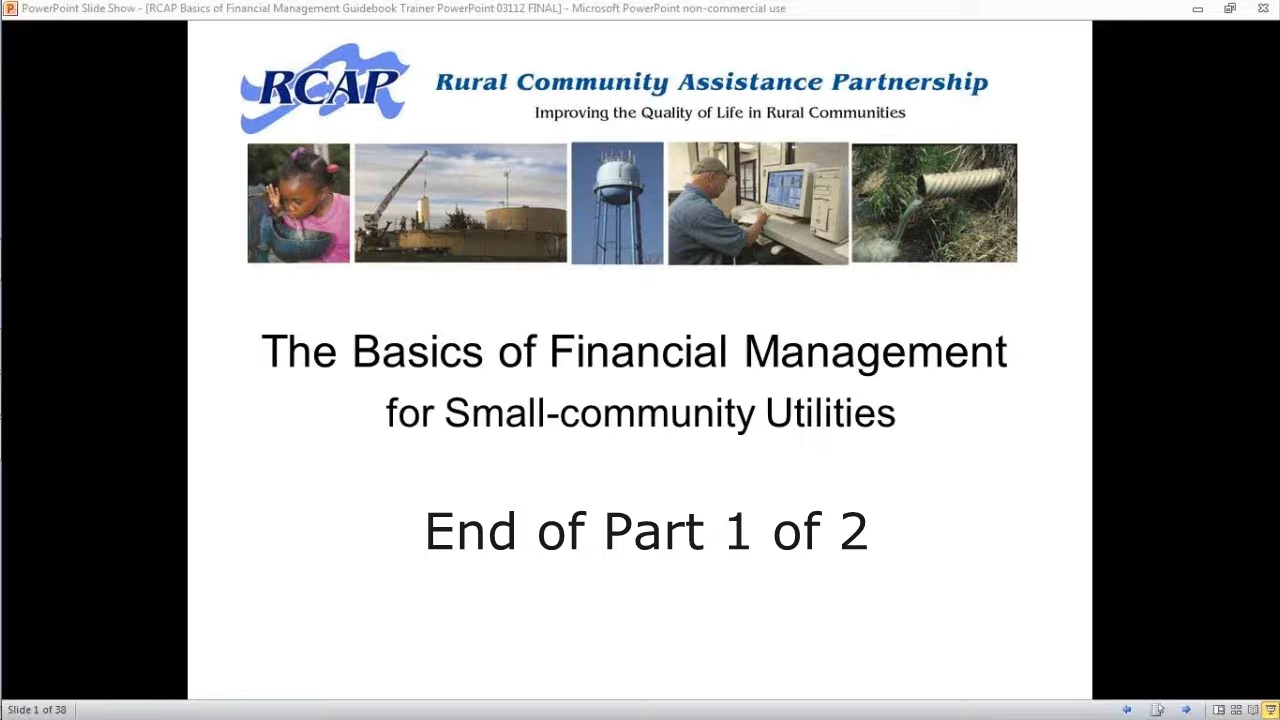 PowerPoint Slide Show - [RCAP Basics of Financial Management Guidebook Trainer PowerPoint 03112 FINAL] - Microsoft PowerPoint non-commercial use
RCAP
Rural Community Assistance Partnership
Improving the Quality of Life in Rural Communities
The Basics of Financial Management
for Small-community Utilities
End of Part 1 of 2
Slide 1 of 38